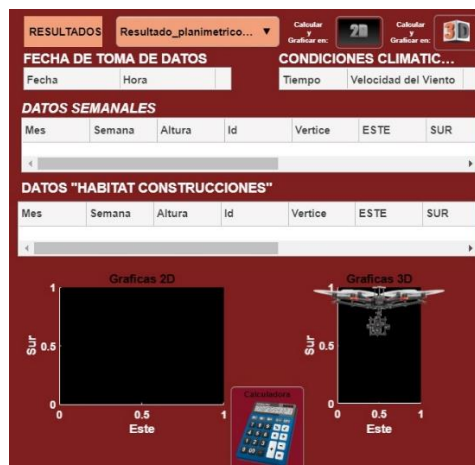 RESULTADOS
Resultado_planimetrico... ▼
Calcular y Graficar en:
2D
Calcular y Graficar en:
3D
FECHA DE TOMA DE DATOS
CONDICIONES CLIMATIC...
Fecha Hora
Tiempo Velocidad del Viento
DATOS SEMANALES
Mes Semana Altura Id Vertice ESTE SUR
DATOS "HABITAT CONSTRUCCIONES"
Mes Semana Altura Id Vertice ESTE SUR
Graficas 2D
Graficas 3D
1
0.5
0
Sur
0 0.5 1
Este
1
0.5
0
Sur
0 0.5 1
Este
Calculadora